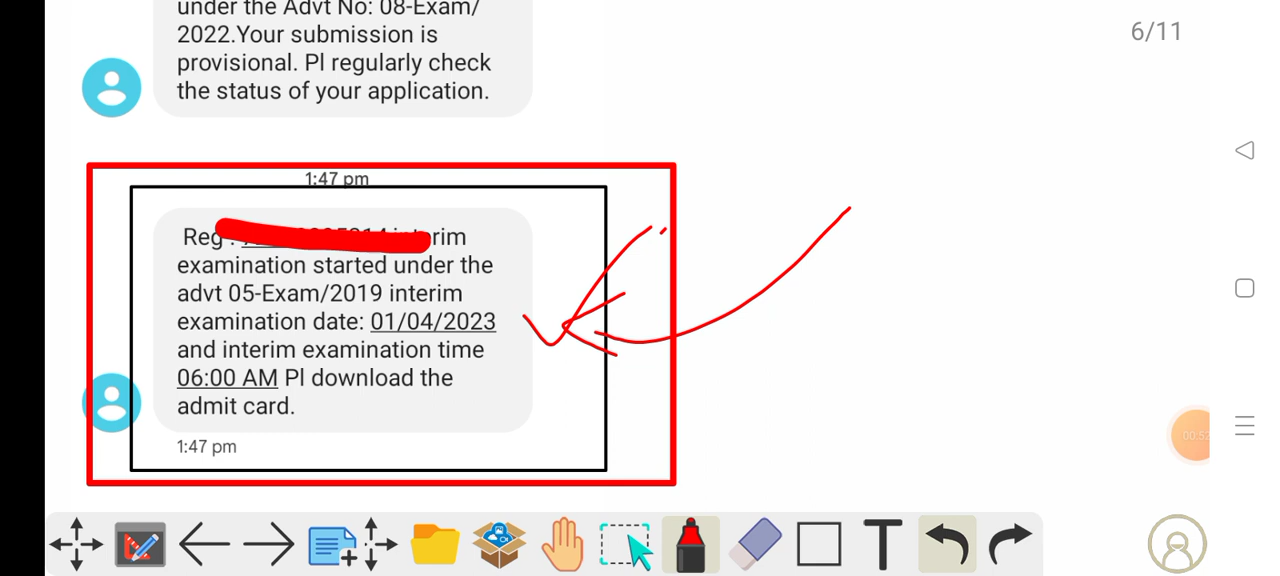 under the Advt No: 08-Exam/
2022.Your submission is
provisional. Pl regularly check
the status of your application.
6/11
1:47 pm
Reg : interim
examination started under the
advt 05-Exam/2019 interim
examination date: 01/04/2023
and interim examination time
06:00 AM Pl download the
admit card.
1:47 pm
T